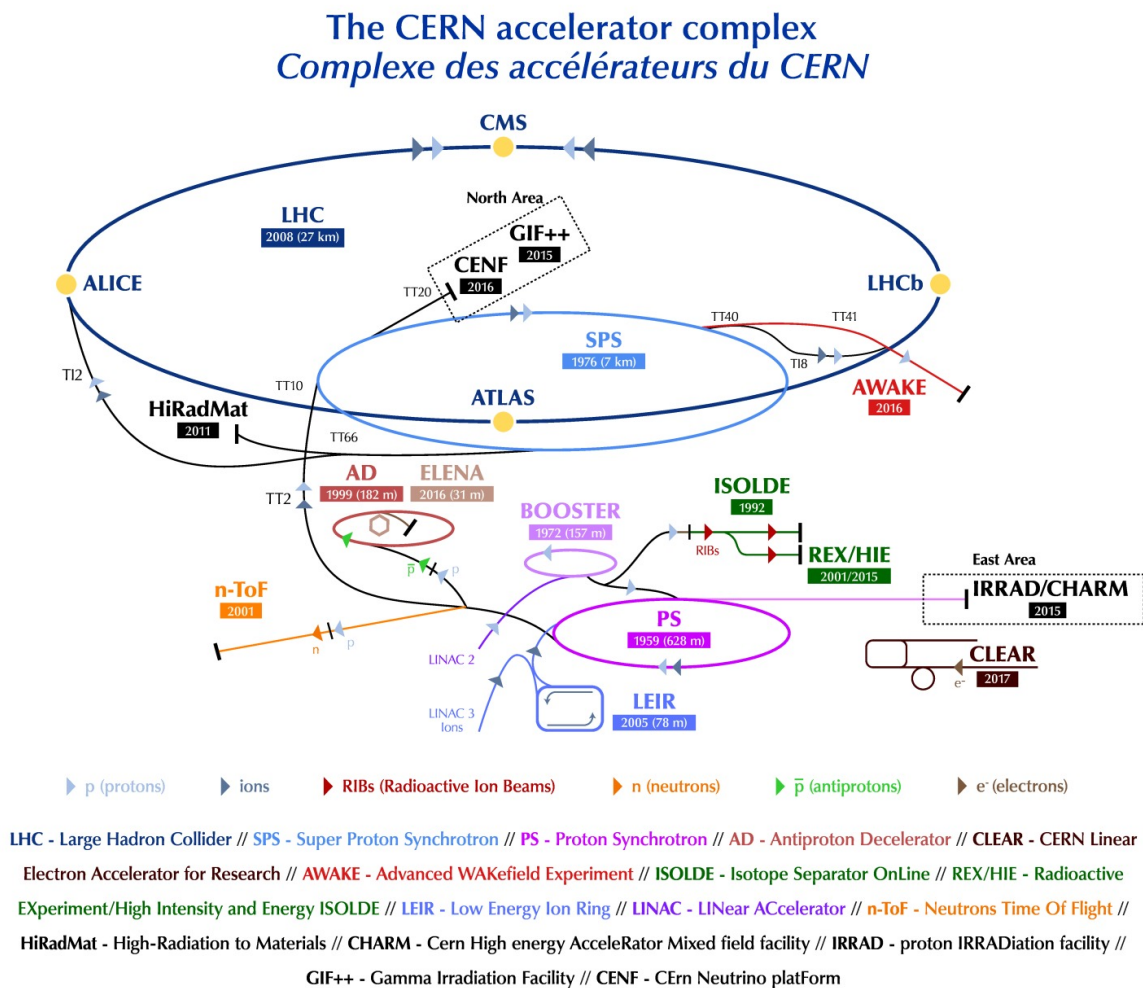 The CERN accelerator complex
Complexe des accélérateurs du CERN
CMS
North Area
LHC
2008 (27 km)
GIF++
2015
CENF
2016
ALICE
LHCb
TT20
TT40
TT41
SPS
1976 (7 km)
TI8
TI2
TT10
AWAKE
2016
HiRadMat
2011
ATLAS
TT66
AD
1999 (182 m)
ELENA
2016 (31 m)
TT2
ISOLDE
1992
BOOSTER
1972 (157 m)
RIBs
REX/HIE
2001/2015
p̅
p
East Area
n-ToF
2001
IRRAD/CHARM
2015
PS
1959 (628 m)
n
p
LINAC 2
CLEAR
2017
e-
LEIR
2005 (78 m)
LINAC 3
Ions
p (protons)
ions
RIBs (Radioactive Ion Beams)
n (neutrons)
p̅ (antiprotons)
e- (electrons)
LHC - Large Hadron Collider // SPS - Super Proton Synchrotron // PS - Proton Synchrotron // AD - Antiproton Decelerator // CLEAR - CERN Linear
Electron Accelerator for Research // AWAKE - Advanced WAKefield Experiment // ISOLDE - Isotope Separator OnLine // REX/HIE - Radioactive
EXperiment/High Intensity and Energy ISOLDE // LEIR - Low Energy Ion Ring // LINAC - LINear ACcelerator // n-ToF - Neutrons Time Of Flight //
HiRadMat - High-Radiation to Materials // CHARM - Cern High energy AcceleRator Mixed field facility // IRRAD - proton IRRADiation facility //
GIF++ - Gamma Irradiation Facility // CENF - CErn Neutrino platForm